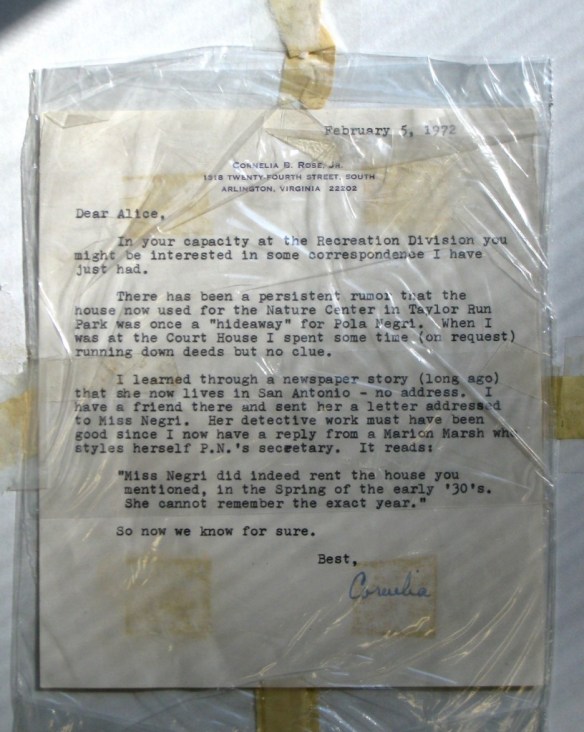 February 5, 1972
CORNELIA B. ROSE, JR.
1318 TWENTY-FOURTH STREET, SOUTH
ARLINGTON, VIRGINIA 22202
Dear Alice,
In your capacity at the Recreation Division you
might be interested in some correspondence I have
just had.
There has been a persistent rumor that the
house now used for the Nature Center in Taylor Run
Park was once a "hideaway" for Pola Negri. When I
was at the Court House I spent some time (on request)
running down deeds but no clue.
I learned through a newspaper story (long ago)
that she now lives in San Antonio - no address. I
have a friend there and sent her a letter addressed
to Miss Negri. Her detective work must have been
good since I now have a reply from a Marion Marsh wh
styles herself P.N.'s secretary. It reads:
"Miss Negri did indeed rent the house you
mentioned, in the Spring of the early '30's.
She cannot remember the exact year."
So now we know for sure.
Best,
Cornelia